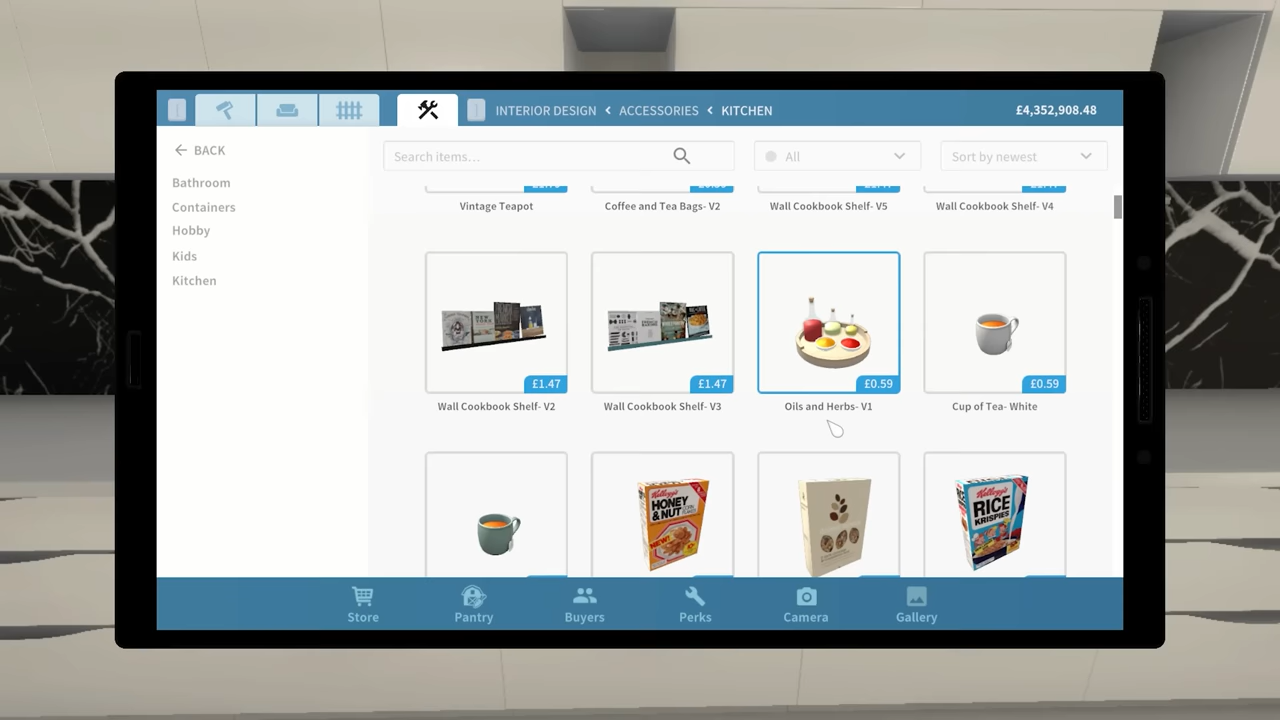 INTERIOR DESIGN < ACCESSORIES < KITCHEN
£4,352,908.48
BACK
Search items...
All
Sort by newest
Bathroom
Containers
Hobby
Kids
Kitchen
Vintage Teapot
Coffee and Tea Bags- V2
Wall Cookbook Shelf- V5
Wall Cookbook Shelf- V4
£1.47
£1.47
£0.59
£0.59
Wall Cookbook Shelf- V2
Wall Cookbook Shelf- V3
Oils and Herbs- V1
Cup of Tea- White
Kellogg's
HONEY
& NUT
NEW!
Kellogg's
RICE
KRISPIES
Store
Pantry
Buyers
Perks
Camera
Gallery